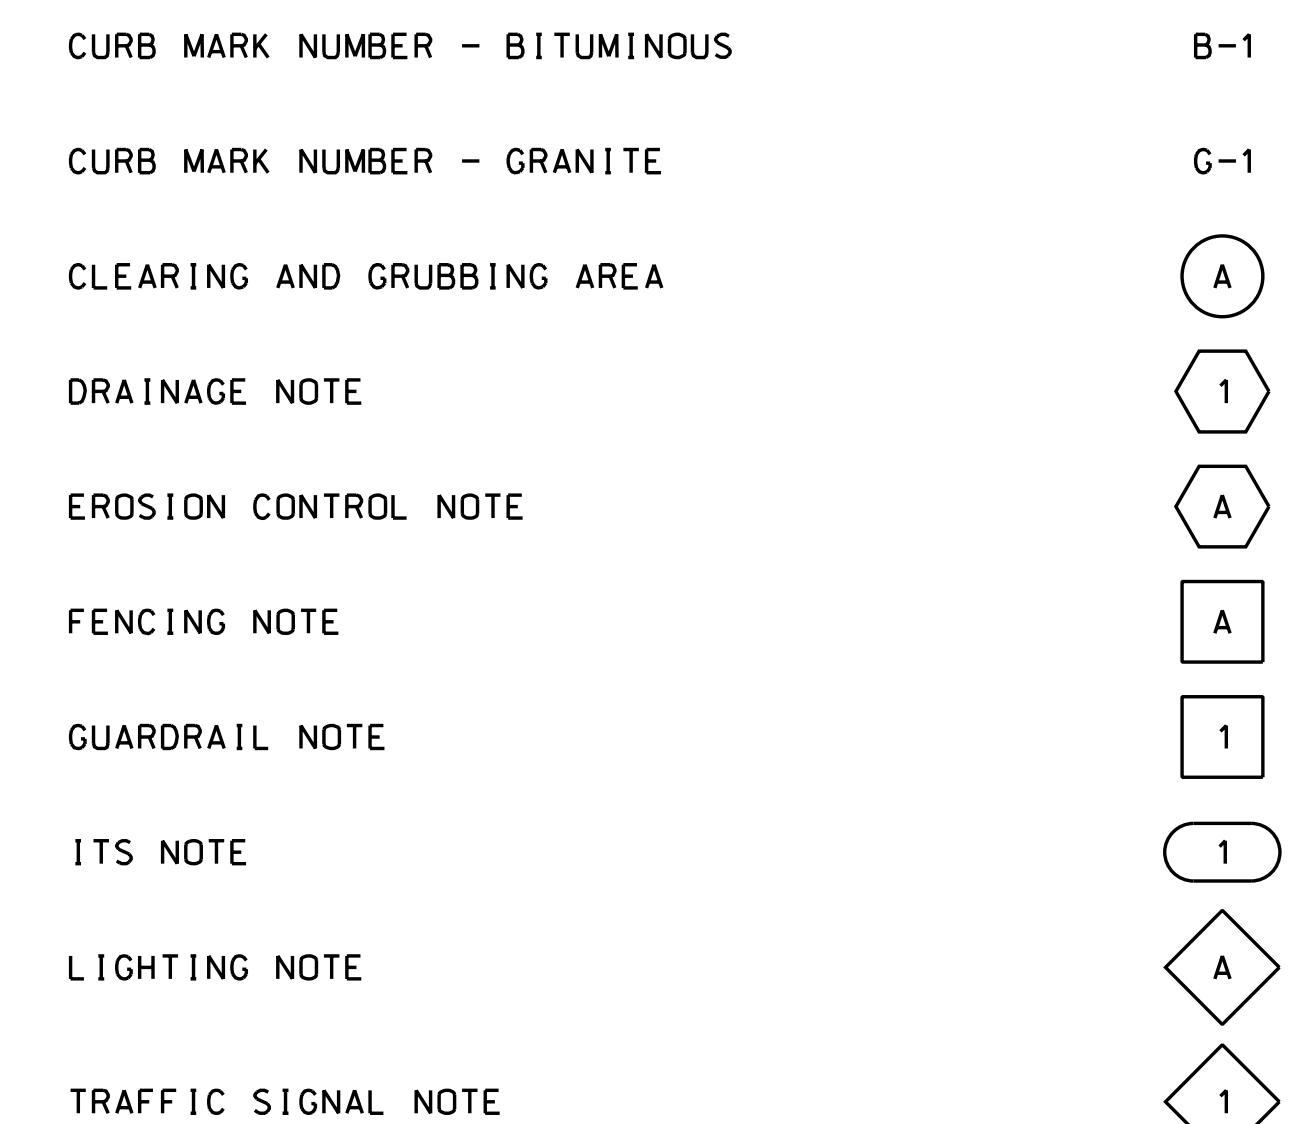 CURB MARK NUMBER - BITUMINOUS B-1
CURB MARK NUMBER - GRANITE G-1
CLEARING AND GRUBBING AREA A
DRAINAGE NOTE 1
EROSION CONTROL NOTE A
FENCING NOTE A
GUARDRAIL NOTE 1
ITS NOTE 1
LIGHTING NOTE A
TRAFFIC SIGNAL NOTE 1